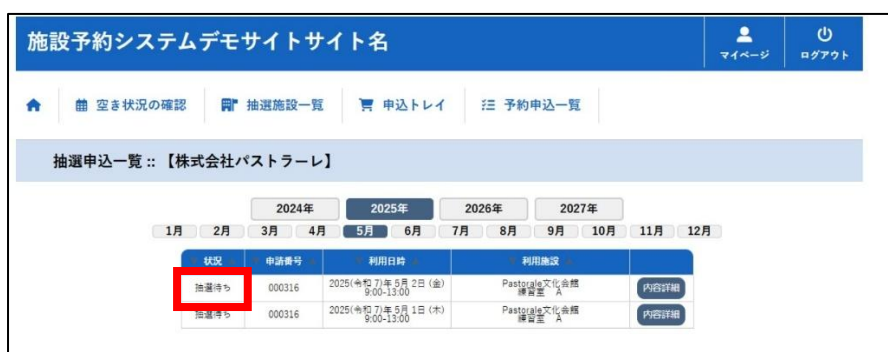 施設予約システムデモサイトサイト名
マイページ
ログアウト
空き状況の確認
抽選施設一覧
申込トレイ
予約申込一覧
抽選申込一覧 :: 【株式会社パストラーレ】
2024年 2025年 2026年 2027年
1月 2月 3月 4月 5月 6月 7月 8月 9月 10月 11月 12月
状況 申請番号 利用日時 利用施設
抽選待ち 000316 2025(令和 7)年 5月 2日 (金) Pastorale文化会館 内容詳細
9:00-13:00 練習室 A
抽選待ち 000316 2025(令和 7)年 5月 1日 (木) Pastorale文化会館 内容詳細
9:00-13:00 練習室 A